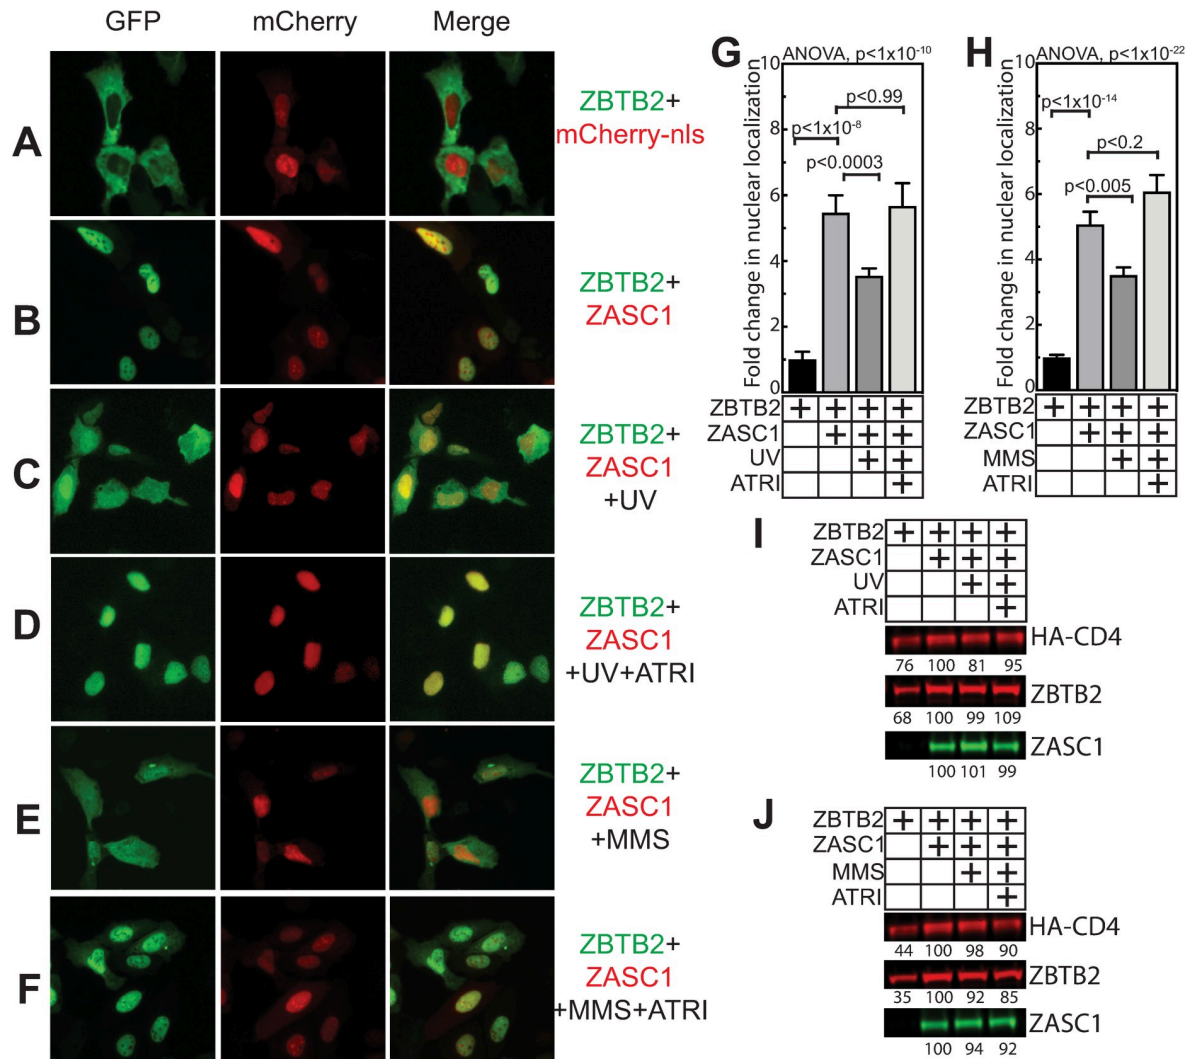 GFP
mCherry
Merge
A
ZBTB2+
mCherry-nls
B
ZBTB2+
ZASC1
C
ZBTB2+
ZASC1
+UV
D
ZBTB2+
ZASC1
+UV+ATRI
E
ZBTB2+
ZASC1
+MMS
F
ZBTB2+
ZASC1
+MMS+ATRI
G
ANOVA, p<1x10⁻¹⁰
Fold change in nuclear localization
10
8
6
4
2
0
p<0.99
p<1x10⁻⁸
p<0.0003
ZBTB2 + + + +
ZASC1 + + +
UV + +
ATRI +
H
ANOVA, p<1x10⁻²²
Fold change in nuclear localization
10
8
6
4
2
0
p<1x10⁻¹⁴
p<0.2
p<0.005
ZBTB2 + + + +
ZASC1 + + +
MMS + +
ATRI +
I
ZBTB2 + + + +
ZASC1 + + +
UV + +
ATRI +
HA-CD4
76 100 81 95
ZBTB2
68 100 99 109
ZASC1
100 101 99
J
ZBTB2 + + + +
ZASC1 + + +
MMS + +
ATRI +
HA-CD4
44 100 98 90
ZBTB2
35 100 92 85
ZASC1
100 94 92